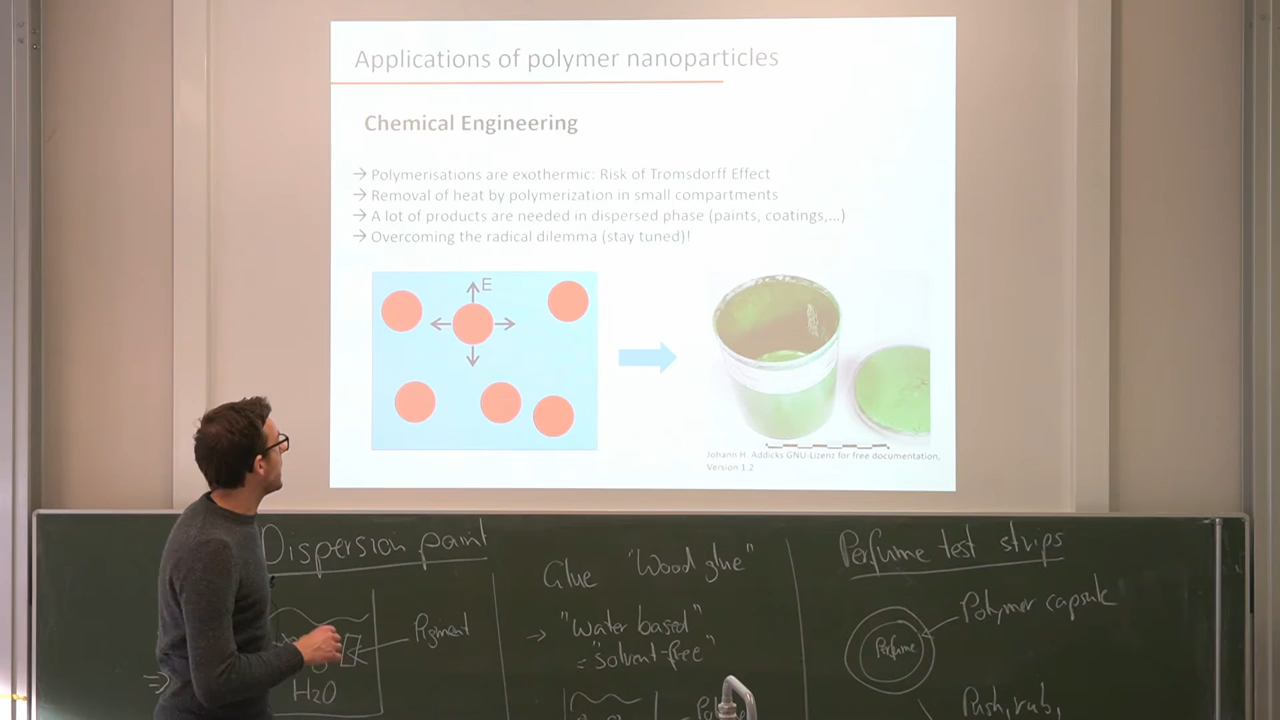 Applications of polymer nanoparticles
Chemical Engineering
→ Polymerisations are exothermic: Risk of Tromsdorff Effect
→ Removal of heat by polymerization in small compartments
→ A lot of products are needed in dispersed phase (paints, coatings,...)
→ Overcoming the radical dilemma (stay tuned)!
E
Johann H. Addicks GNU-Lizenz for free documentation,
Version 1.2
Dispersion paint
Pigment
H2O
Glue "Wood glue"
→ "Water based"
= "solvent-free"
Perfume test strips
Polymer capsule
Perfume
Push, rub,